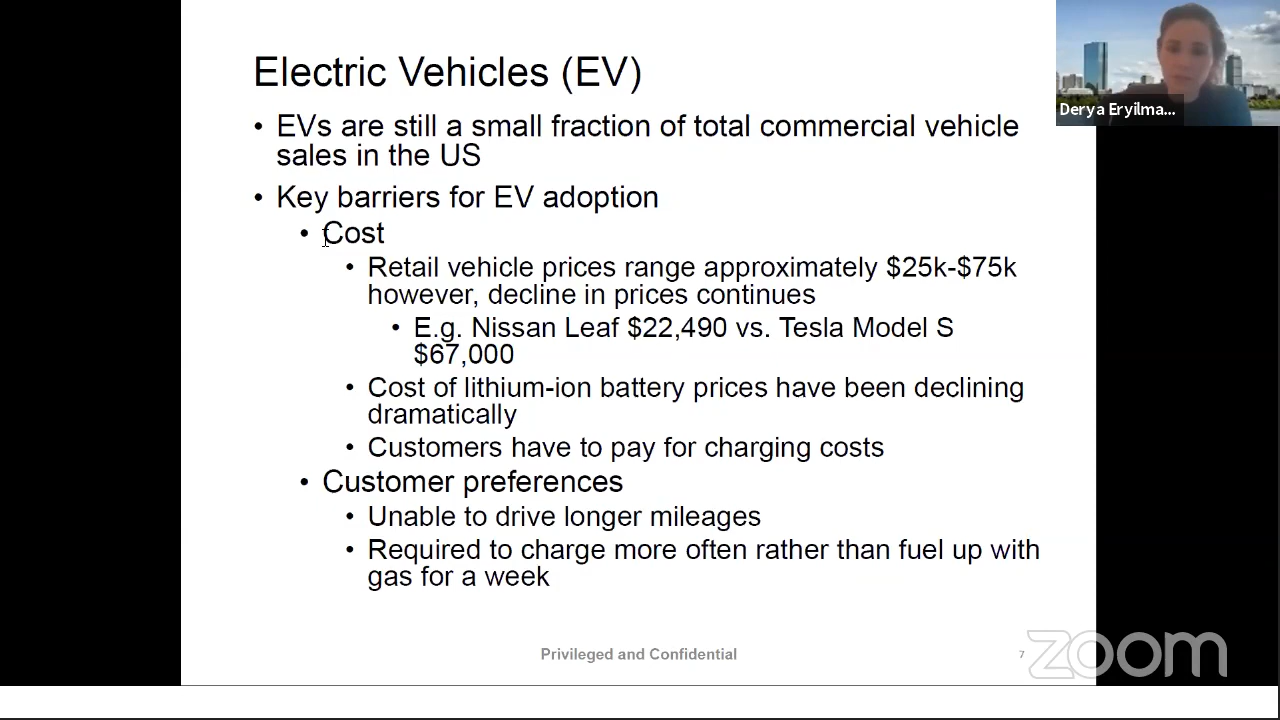 Electric Vehicles (EV)
• EVs are still a small fraction of total commercial vehicle
sales in the US
• Key barriers for EV adoption
• Cost
• Retail vehicle prices range approximately $25k-$75k
however, decline in prices continues
• E.g. Nissan Leaf $22,490 vs. Tesla Model S
$67,000
• Cost of lithium-ion battery prices have been declining
dramatically
• Customers have to pay for charging costs
• Customer preferences
• Unable to drive longer mileages
• Required to charge more often rather than fuel up with
gas for a week
Privileged and Confidential
7
zoom
Derya Eryilma...